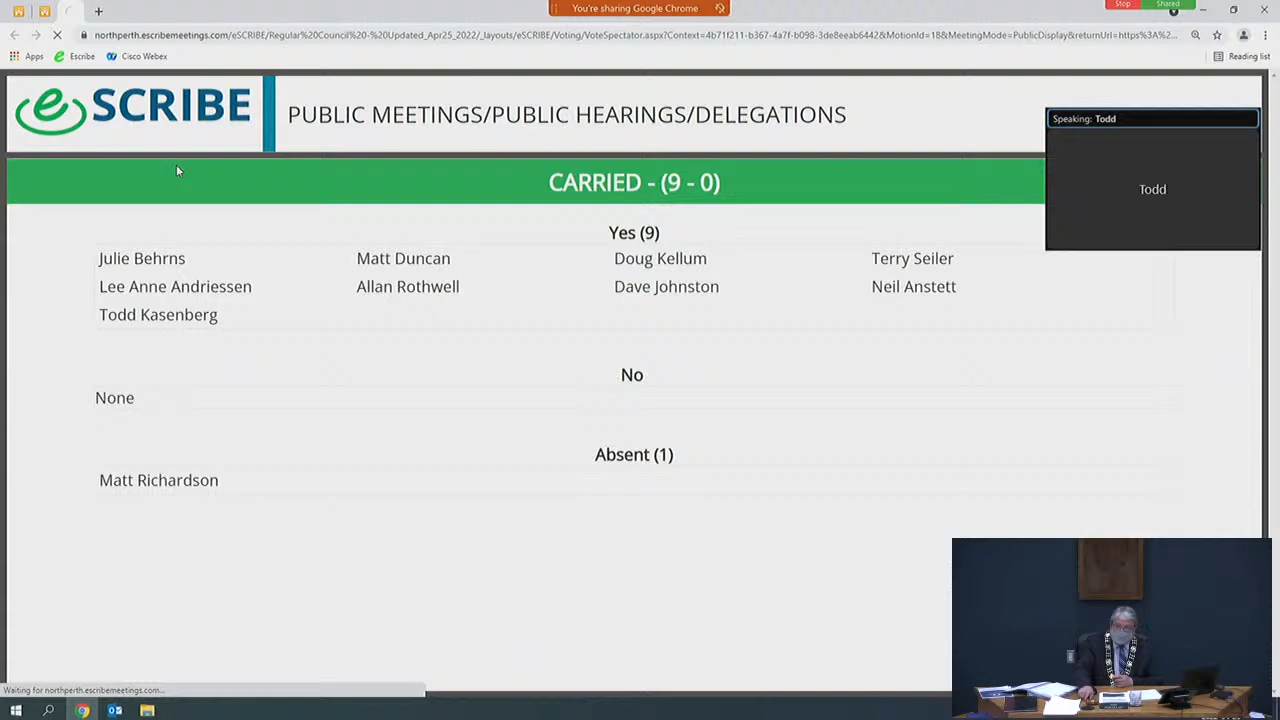 You're sharing Google Chrome
Stop
Shared
northperth.escribemeetings.com/eSCRIBE/Regular%20Council%20-%20Updated_Apr25_2022/_layouts/eSCRIBE/Voting/VoteSpectator.aspx?Context=4b71f211-b367-4a7f-b098-3de8eeab6442&MotionId=18&MeetingMode=PublicDisplay&returnUrl=https%3A%2...
Apps
Escribe
Cisco Webex
Reading list
eSCRIBE
PUBLIC MEETINGS/PUBLIC HEARINGS/DELEGATIONS
Speaking: Todd
Todd
CARRIED - (9 - 0)
Yes (9)
Julie Behrns Matt Duncan Doug Kellum Terry Seiler
Lee Anne Andriessen Allan Rothwell Dave Johnston Neil Anstett
Todd Kasenberg
No
None
Absent (1)
Matt Richardson
Waiting for northperth.escribemeetings.com...